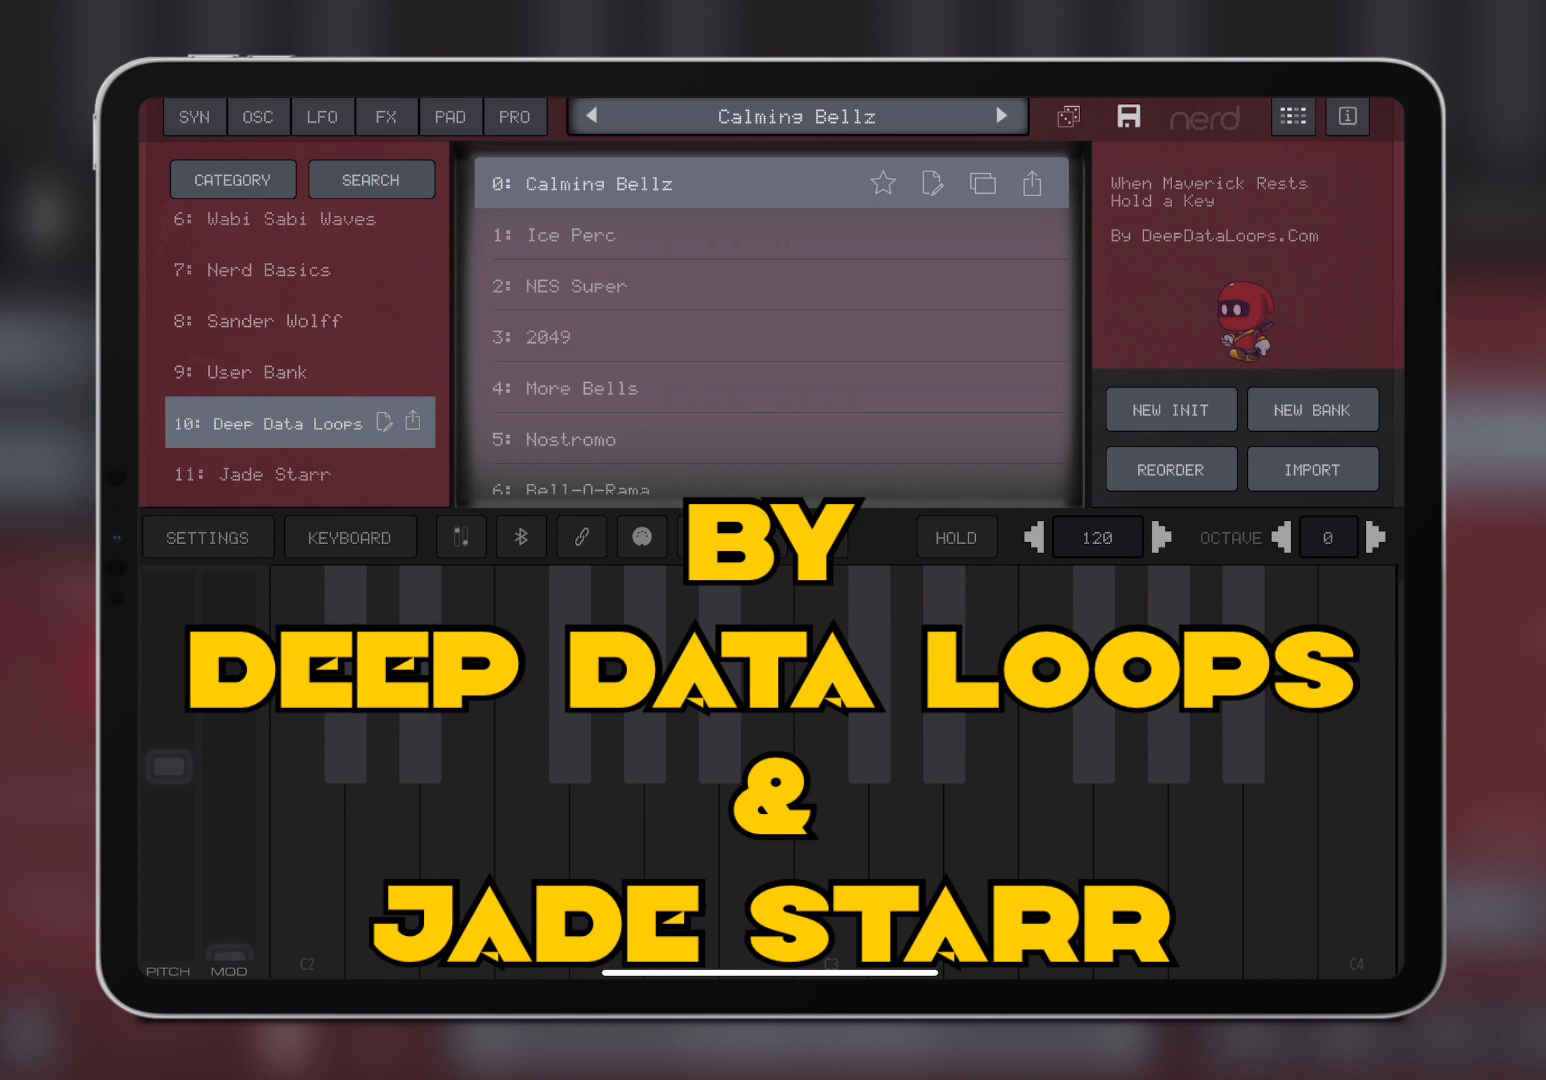 SYN OSC LFO FX PAD PRO Calming Bellz nerd
CATEGORY SEARCH
6: Wabi Sabi Waves
7: Nerd Basics
8: Sander Wolff
9: User Bank
10: Deep Data Loops
11: Jade Starr
0: Calming Bellz
1: Ice Perc
2: NES Super
3: 2049
4: More Bells
5: Nostromo
6: Bell-O-Rama
When Maverick Rests
Hold a Key
By DeepDataLoops.Com
NEW INIT NEW BANK
REORDER IMPORT
SETTINGS KEYBOARD HOLD 120 OCTAVE 0
BY
DEEP DATA LOOPS
&
JADE STARR
PITCH MOD C2 C3 C4